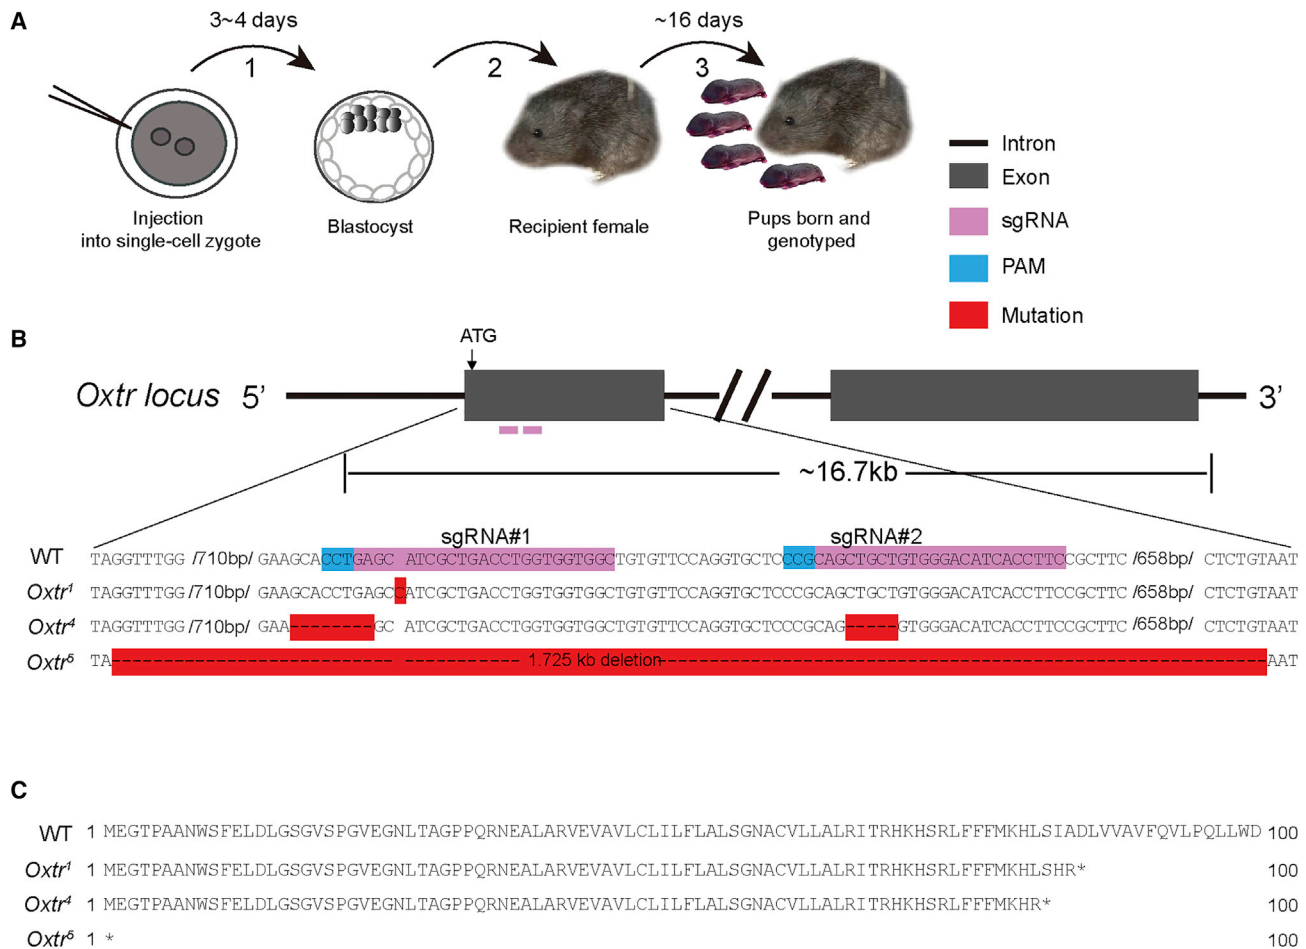 A
3~4 days
1
2
~16 days
3
Injection
into single-cell zygote
Blastocyst
Recipient female
Pups born and
genotyped
Intron
Exon
sgRNA
PAM
Mutation
B
ATG
Oxtr locus 5’ 3’
~16.7kb
sgRNA#1 sgRNA#2
WT TAGGTTTGG /710bp/ GAAGCACCTGAGC ATCGCTGACCTGGTGGTGGCTGTGTTCCAGGTGCTCCCGCAGCTGCTGTGGGACATCACCTTCCGCTTC /658bp/ CTCTGTAAT
Oxtr¹ TAGGTTTGG /710bp/ GAAGCACCTGAGCCATCGCTGACCTGGTGGTGGCTGTGTTCCAGGTGCTCCCGCAGCTGCTGTGGGACATCACCTTCCGCTTC /658bp/ CTCTGTAAT
Oxtr⁴ TAGGTTTGG /710bp/ GAA--------GC ATCGCTGACCTGGTGGTGGCTGTGTTCCAGGTGCTCCCGCAG-----GTGGGACATCACCTTCCGCTTC /658bp/ CTCTGTAAT
Oxtr⁵ TA--------------------------- --------- 1.725 kb deletion----------------------------------------------------------AAT
C
WT 1 MEGTPAANWSFELDLGSGVSPGVEGNLTAGPPQRNEALARVEVAVLCLILFLALSGNACVLLALRITRHKHSRLFFFMKHLSIADLVVAVFQVLPQLLWD 100
Oxtr¹ 1 MEGTPAANWSFELDLGSGVSPGVEGNLTAGPPQRNEALARVEVAVLCLILFLALSGNACVLLALRITRHKHSRLFFFMKHLSHR* 100
Oxtr⁴ 1 MEGTPAANWSFELDLGSGVSPGVEGNLTAGPPQRNEALARVEVAVLCLILFLALSGNACVLLALRITRHKHSRLFFFMKHR* 100
Oxtr⁵ 1 * 100